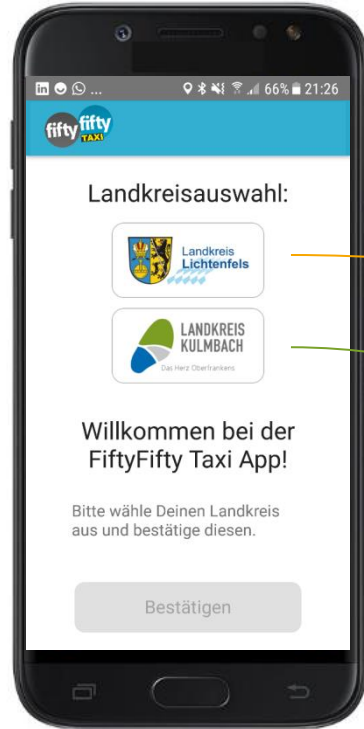 in ... 66% 21:26
fifty fifty
TAXI
Landkreisauswahl:
Landkreis
Lichtenfels
LANDKREIS
KULMBACH
Das Herz Oberfrankens
Willkommen bei der
FiftyFifty Taxi App!
Bitte wähle Deinen Landkreis
aus und bestätige diesen.
Bestätigen